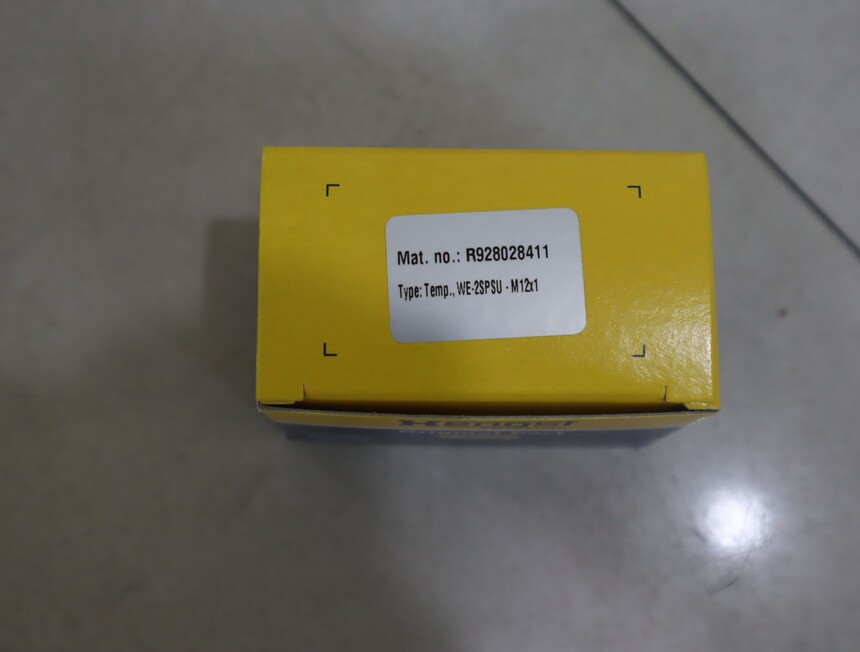 Mat. no.: R928028411
Type: Temp., WE-2SPSU - M12x1